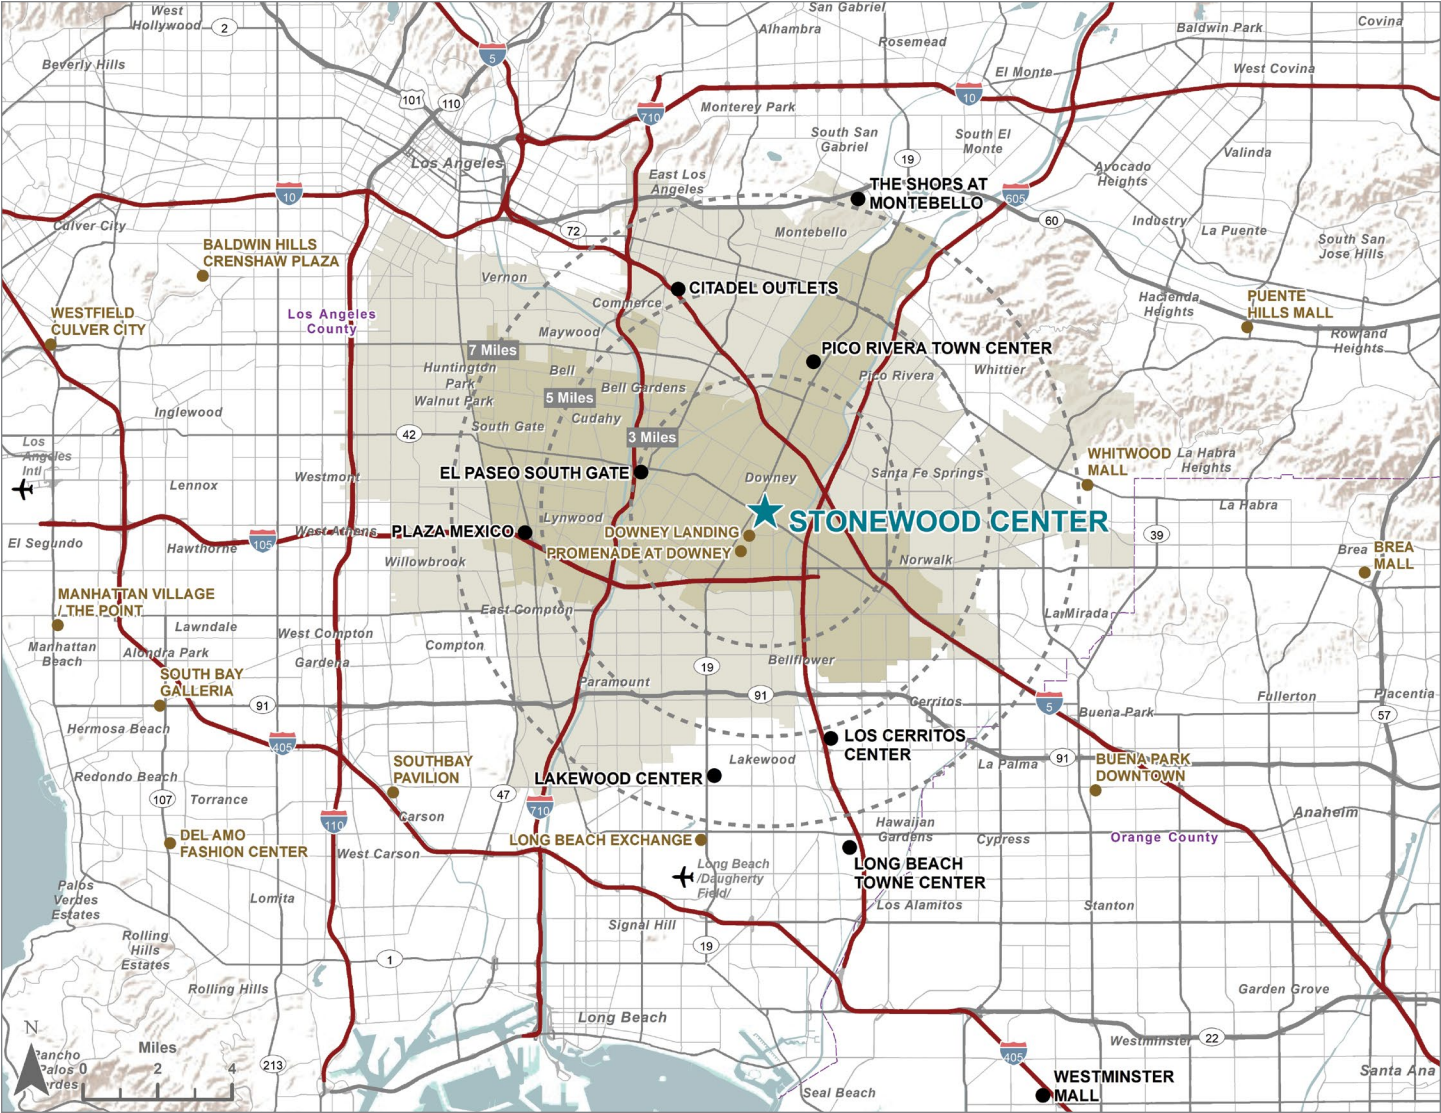 West
Hollywood
2
San Gabriel
Alhambra
Rosemead
Baldwin Park
Covina
5
Beverly Hills
El Monte
West Covina
101
110
10
710
Monterey Park
South San
Gabriel
South El
Monte
Los Angeles
19
Valinda
Avocado
Heights
East Los
Angeles
THE SHOPS AT
MONTEBELLO
10
605
60
Industry
La Puente
Culver City
72
Montebello
South San
Jose Hills
BALDWIN HILLS
CRENSHAW PLAZA
Vernon
CITADEL OUTLETS
Commerce
Hacienda
Heights
PUENTE
HILLS MALL
WESTFIELD
CULVER CITY
Los Angeles
County
Maywood
Rowland
Heights
7 Miles
PICO RIVERA TOWN CENTER
Huntington
Park
Bell
Pico Rivera
Whittier
Bell Gardens
5 Miles
Walnut Park
Inglewood
Cudahy
South Gate
42
3 Miles
Los
Angeles
Intl
WHITWOOD
MALL
La Habra
Heights
Westmont
EL PASEO SOUTH GATE
Downey
Santa Fe Springs
Lennox
La Habra
Lynwood
STONEWOOD CENTER
West Athens
PLAZA MEXICO
DOWNEY LANDING
39
El Segundo
Hawthorne
105
PROMENADE AT DOWNEY
Brea
BREA
MALL
Willowbrook
Norwalk
MANHATTAN VILLAGE
/ THE POINT
East Compton
La Mirada
Lawndale
West Compton
Manhattan
Beach
Alondra Park
Compton
Gardena
19
Bellflower
SOUTH BAY
GALLERIA
Paramount
91
91
Cerritos
5
Buena Park
Fullerton
Placentia
57
Hermosa Beach
405
LOS CERRITOS
CENTER
SOUTHBAY
PAVILION
Lakewood
La Palma
91
BUENA PARK
DOWNTOWN
Redondo Beach
LAKEWOOD CENTER
107
Torrance
47
710
Carson
110
Hawaiian
Gardens
Cypress
Orange County
Anaheim
DEL AMO
FASHION CENTER
LONG BEACH EXCHANGE
West Carson
LONG BEACH
TOWNE CENTER
Long Beach
/Daugherty
Field/
Palos
Verdes
Estates
Lomita
Los Alamitos
Stanton
Signal Hill
19
Rolling
Hills
Estates
1
Rolling Hills
Garden Grove
Long Beach
N
Miles
0 2 4
213
Rancho
Palos
Verdes
22
Westminster
405
Santa Ana
WESTMINSTER
MALL
Seal Beach